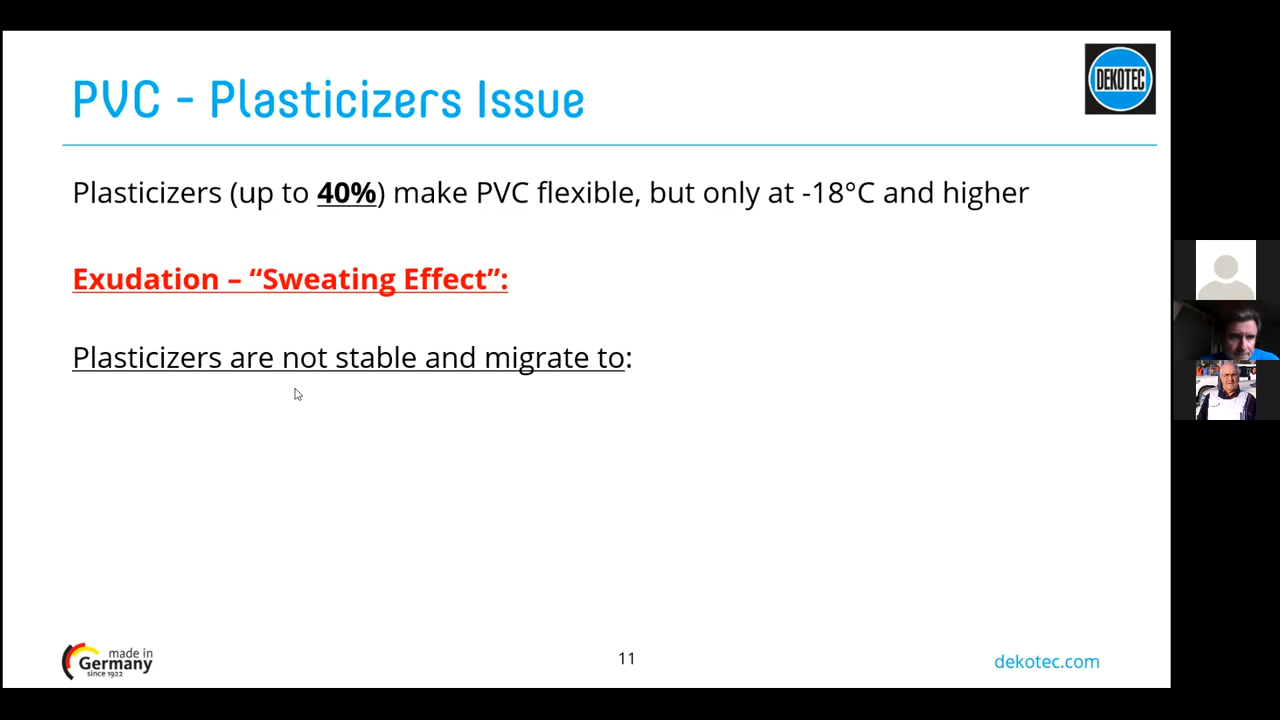 PVC - Plasticizers Issue
DEKOTEC
Plasticizers (up to 40%) make PVC flexible, but only at -18°C and higher
Exudation – “Sweating Effect”:
Plasticizers are not stable and migrate to:
made in
Germany
since 1922
11
dekotec.com